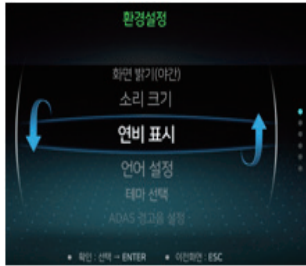 환경설정
화면 밝기(야간)
소리 크기
연비 표시
언어 설정
테마 선택
ADAS 경고음 설정
• 확인 : 선택 → ENTER • 이전화면 : ESC